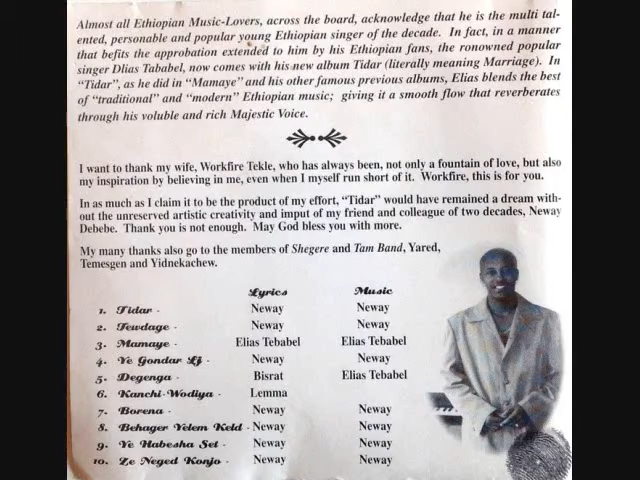 Almost all Ethiopian Music-Lovers, across the board, acknowledge that he is the multi tal-
ented, personable and popular young Ethiopian singer of the decade. In fact, in a manner
that befits the approbation extended to him by his Ethiopian fans, the ronowned popular
singer Dlias Tababel, now comes with his new album Tidar (literally meaning Marriage). In
"Tidar", as he did in "Mamaye" and his other famous previous albums, Elias blends the best
of "traditional" and "modern" Ethiopian music; giving it a smooth flow that reverberates
through his voluble and rich Majestic Voice.
I want to thank my wife, Workfire Tekle, who has always been, not only a fountain of love, but also
my inspiration by believing in me, even when I myself run short of it. Workfire, this is for you.
In as much as I claim it to be the product of my effort, "Tidar" would have remained a dream with-
out the unreserved artistic creativity and imput of my friend and colleague of two decades, Neway
Debebe. Thank you is not enough. May God bless you with more.
My many thanks also go to the members of Shegere and Tam Band, Yared,
Temesgen and Yidnekachew.
Lyrics Music
1. Tidar - Neway Neway
2. Tewdage - Neway Neway
3. Mamaye - Elias Tebabel Elias Tebabel
4. Ye Gondar Lj - Neway Neway
5. Degenga - Bisrat Elias Tebabel
6. Kanchi-Wodiya - Lemma
7. Borena - Neway Neway
8. Behager Yelem Keld - Neway Neway
9. Ye Habesha Set - Neway Neway
10. Ze Neged Konjo - Neway Neway